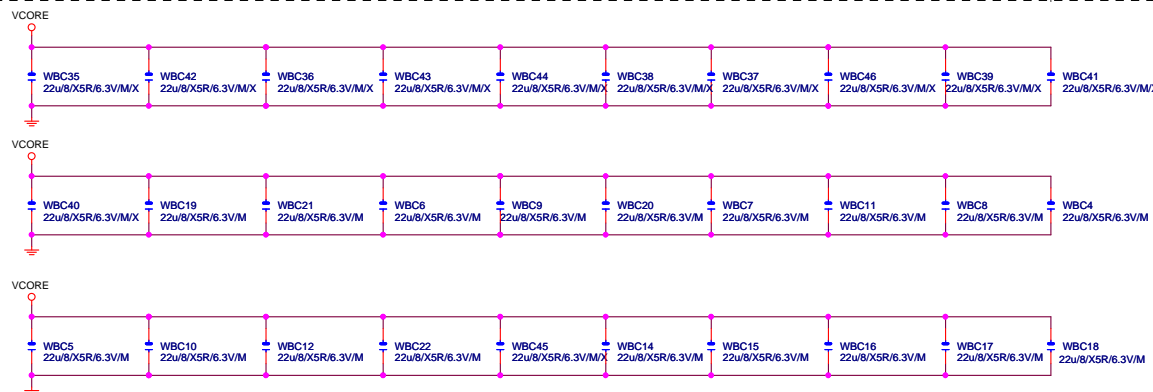 VCORE
WBC35 WBC42 WBC36 WBC43 WBC44 WBC38 WBC37 WBC46 WBC39 WBC41
22u/8/X5R/6.3V/M/X 22u/8/X5R/6.3V/M/X 22u/8/X5R/6.3V/M/X 22u/8/X5R/6.3V/M/X 22u/8/X5R/6.3V/M/X 22u/8/X5R/6.3V/M/X 22u/8/X5R/6.3V/M/X 22u/8/X5R/6.3V/M/X 22u/8/X5R/6.3V/M/X 22u/8/X5R/6.3V/M/X
VCORE
WBC40 WBC19 WBC21 WBC6 WBC9 WBC20 WBC7 WBC11 WBC8 WBC4
22u/8/X5R/6.3V/M/X 22u/8/X5R/6.3V/M 22u/8/X5R/6.3V/M 22u/8/X5R/6.3V/M 22u/8/X5R/6.3V/M 22u/8/X5R/6.3V/M 22u/8/X5R/6.3V/M 22u/8/X5R/6.3V/M 22u/8/X5R/6.3V/M 22u/8/X5R/6.3V/M
VCORE
WBC5 WBC10 WBC12 WBC22 WBC45 WBC14 WBC15 WBC16 WBC17 WBC18
22u/8/X5R/6.3V/M 22u/8/X5R/6.3V/M 22u/8/X5R/6.3V/M 22u/8/X5R/6.3V/M 22u/8/X5R/6.3V/M/X 22u/8/X5R/6.3V/M 22u/8/X5R/6.3V/M 22u/8/X5R/6.3V/M 22u/8/X5R/6.3V/M 22u/8/X5R/6.3V/M